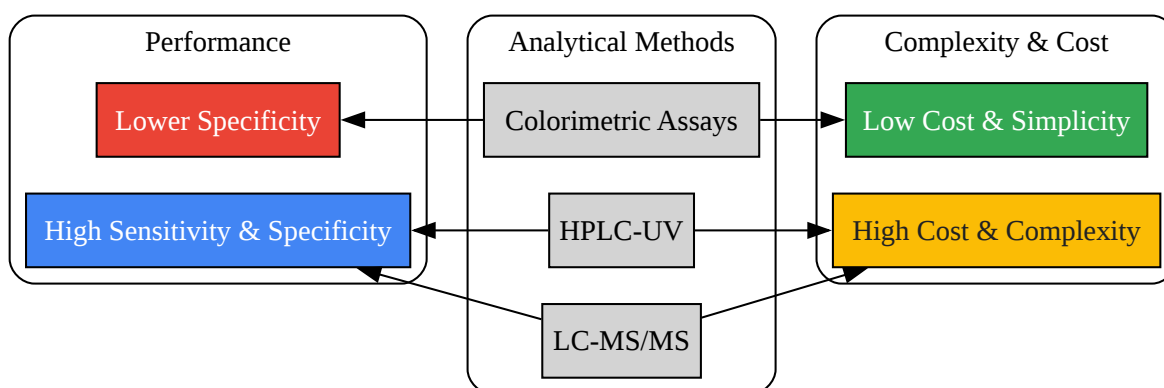 Performance
Analytical Methods
Complexity & Cost
Lower Specificity
Colorimetric Assays
Low Cost & Simplicity
High Sensitivity & Specificity
HPLC-UV
High Cost & Complexity
LC-MS/MS